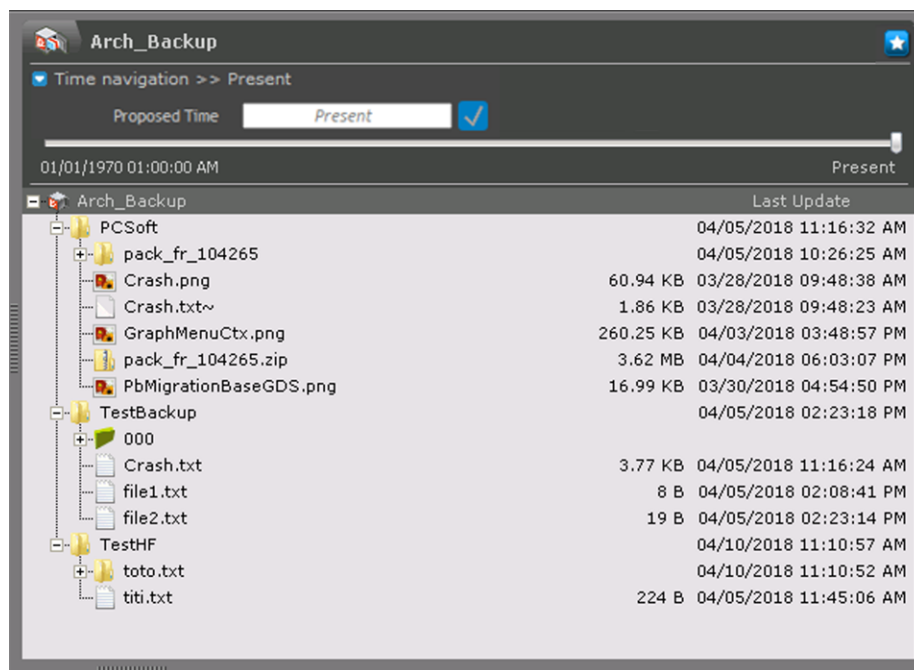 Arch_Backup
Time navigation >> Present
Proposed Time Present
01/01/1970 01:00:00 AM Present
Arch_Backup Last Update
PCSoft 04/05/2018 11:16:32 AM
pack_fr_104265 04/05/2018 10:26:25 AM
Crash.png 60.94 KB 03/28/2018 09:48:38 AM
Crash.txt~ 1.86 KB 03/28/2018 09:48:23 AM
GraphMenuCtx.png 260.25 KB 04/03/2018 03:48:57 PM
pack_fr_104265.zip 3.62 MB 04/04/2018 06:03:07 PM
PbMigrationBaseGDS.png 16.99 KB 03/30/2018 04:54:50 PM
TestBackup 04/05/2018 02:23:18 PM
000
Crash.txt 3.77 KB 04/05/2018 11:16:24 AM
file1.txt 8 B 04/05/2018 02:08:41 PM
file2.txt 19 B 04/05/2018 02:23:14 PM
TestHF 04/10/2018 11:10:57 AM
toto.txt 04/10/2018 11:10:52 AM
titi.txt 224 B 04/05/2018 11:45:06 AM